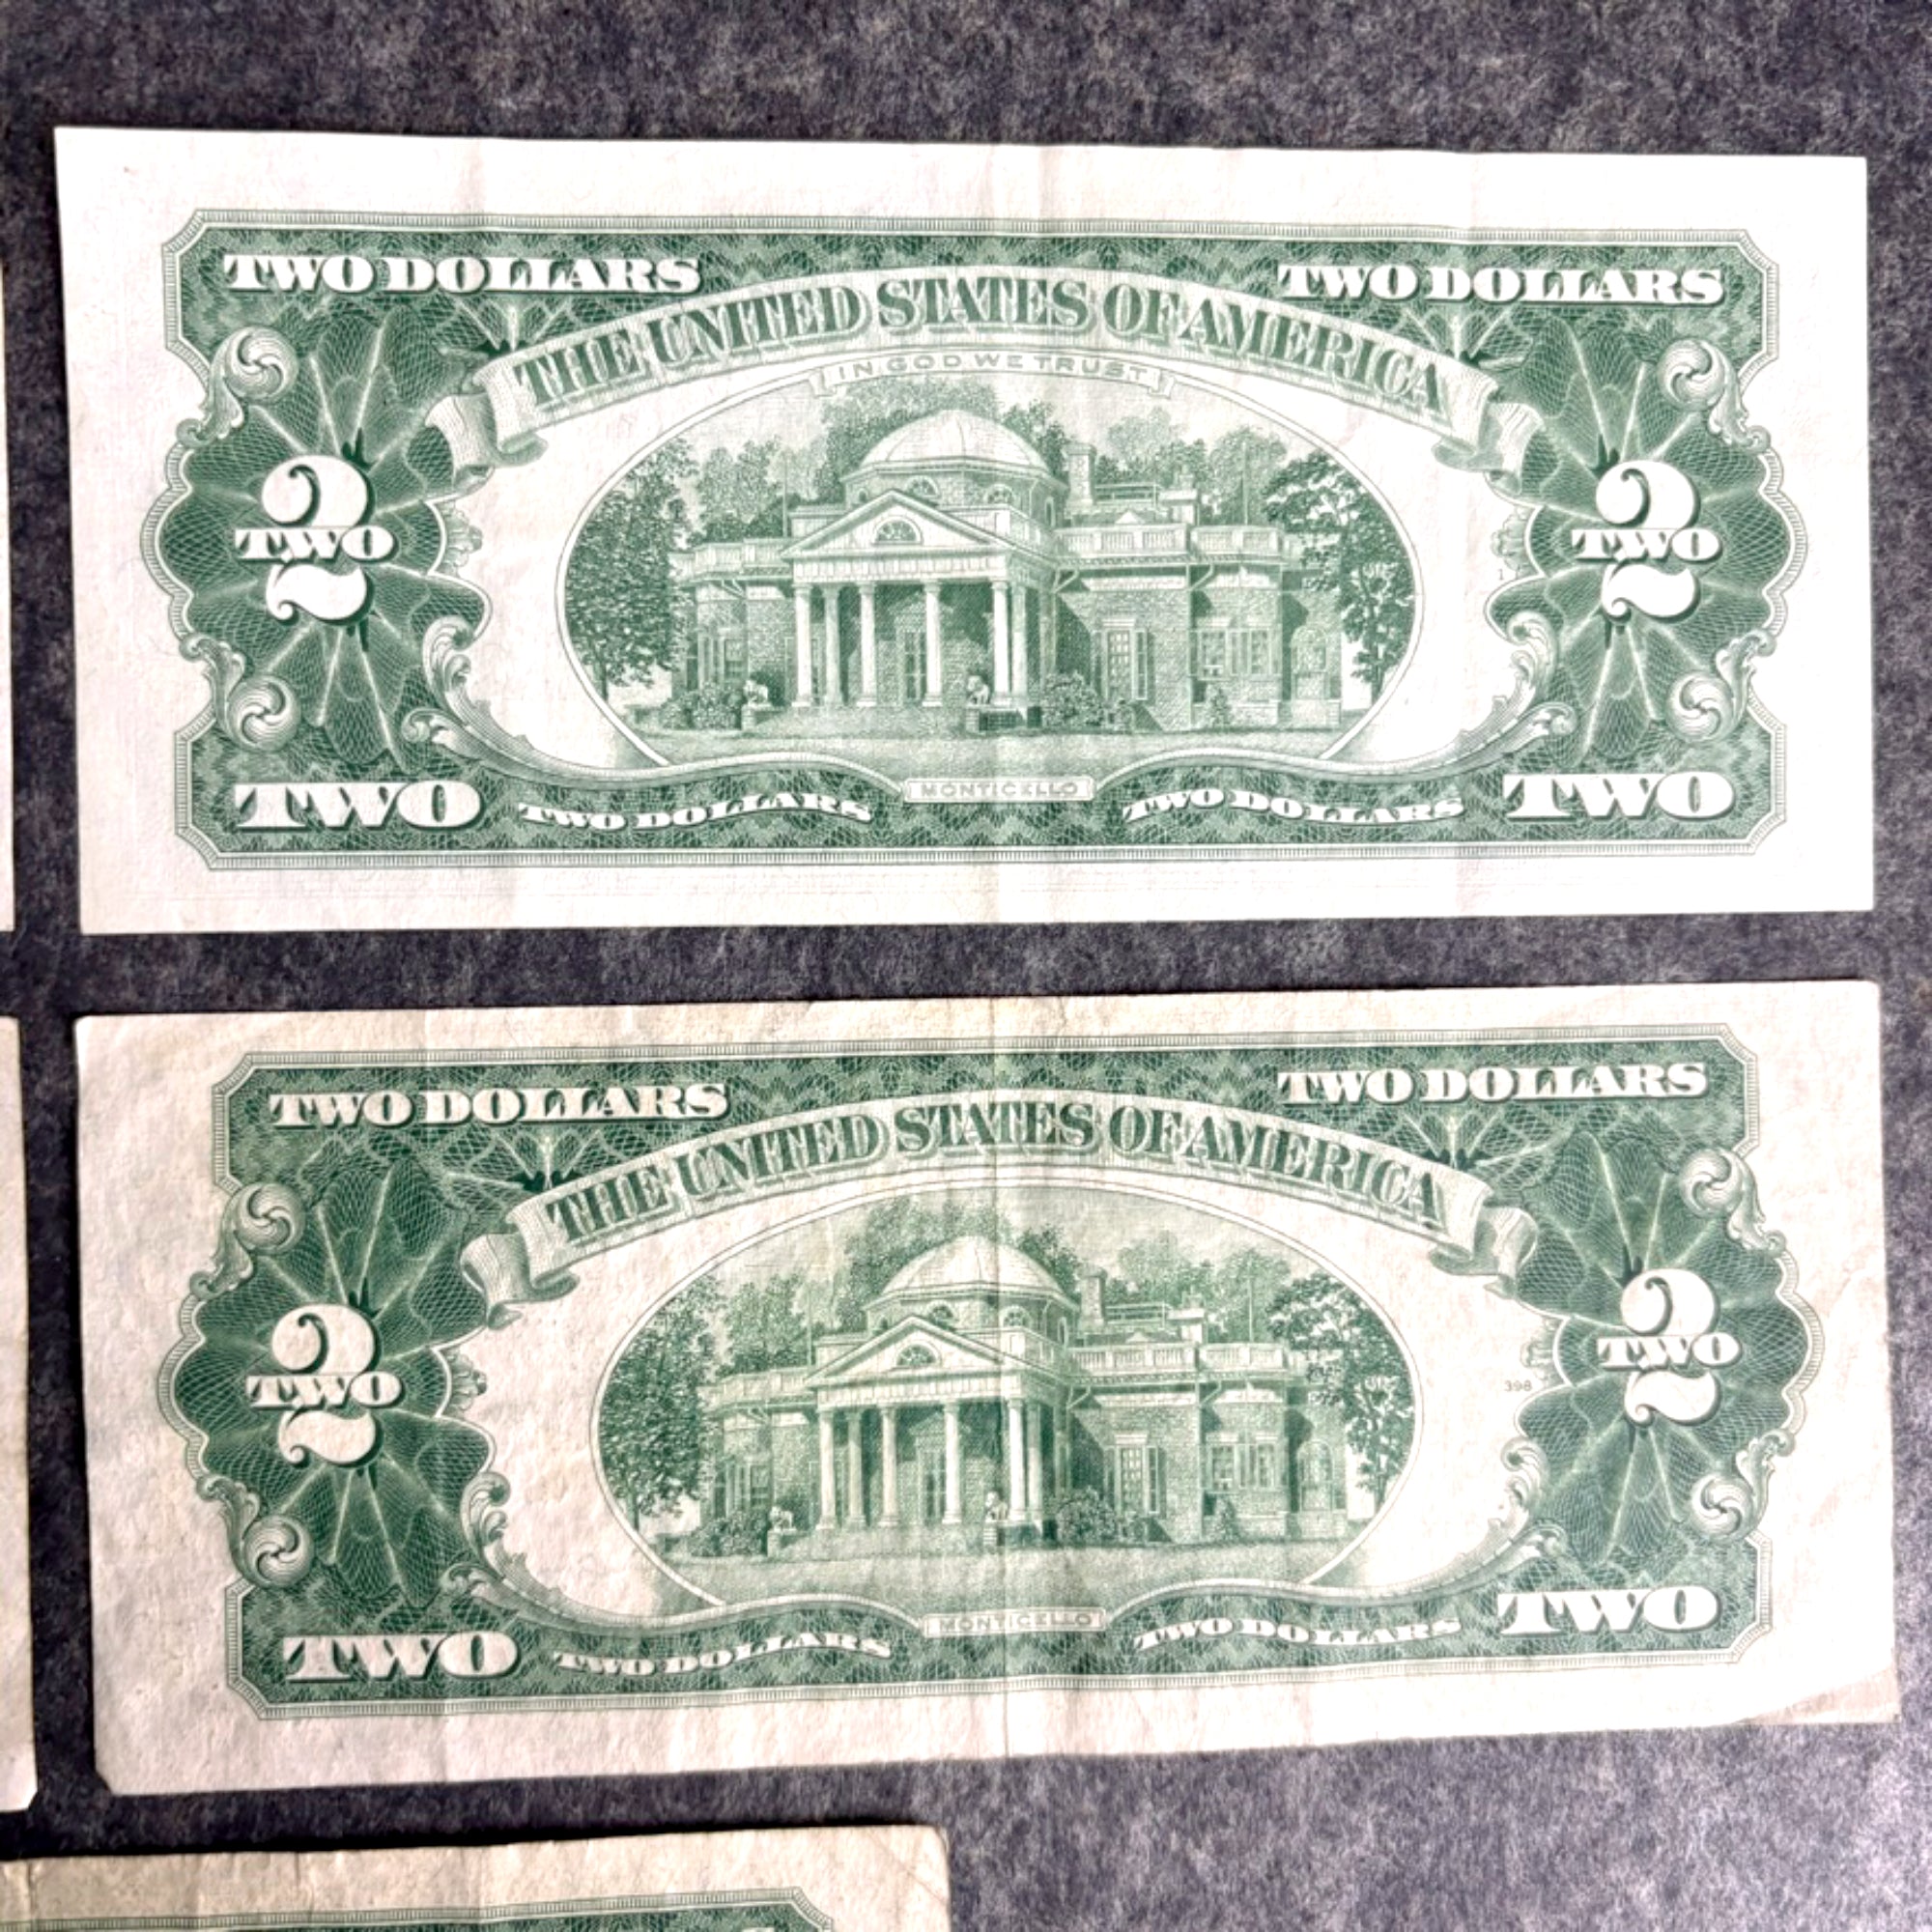 TWO DOLLARS TWO DOLLARS
THE UNITED STATES OF AMERICA
IN GOD WE TRUST
2 2
TWO TWO
1
TWO TWO DOLLARS MONTICELLO TWO DOLLARS TWO
TWO DOLLARS TWO DOLLARS
THE UNITED STATES OF AMERICA
2 2
TWO TWO
398
TWO TWO DOLLARS MONTICELLO TWO DOLLARS TWO